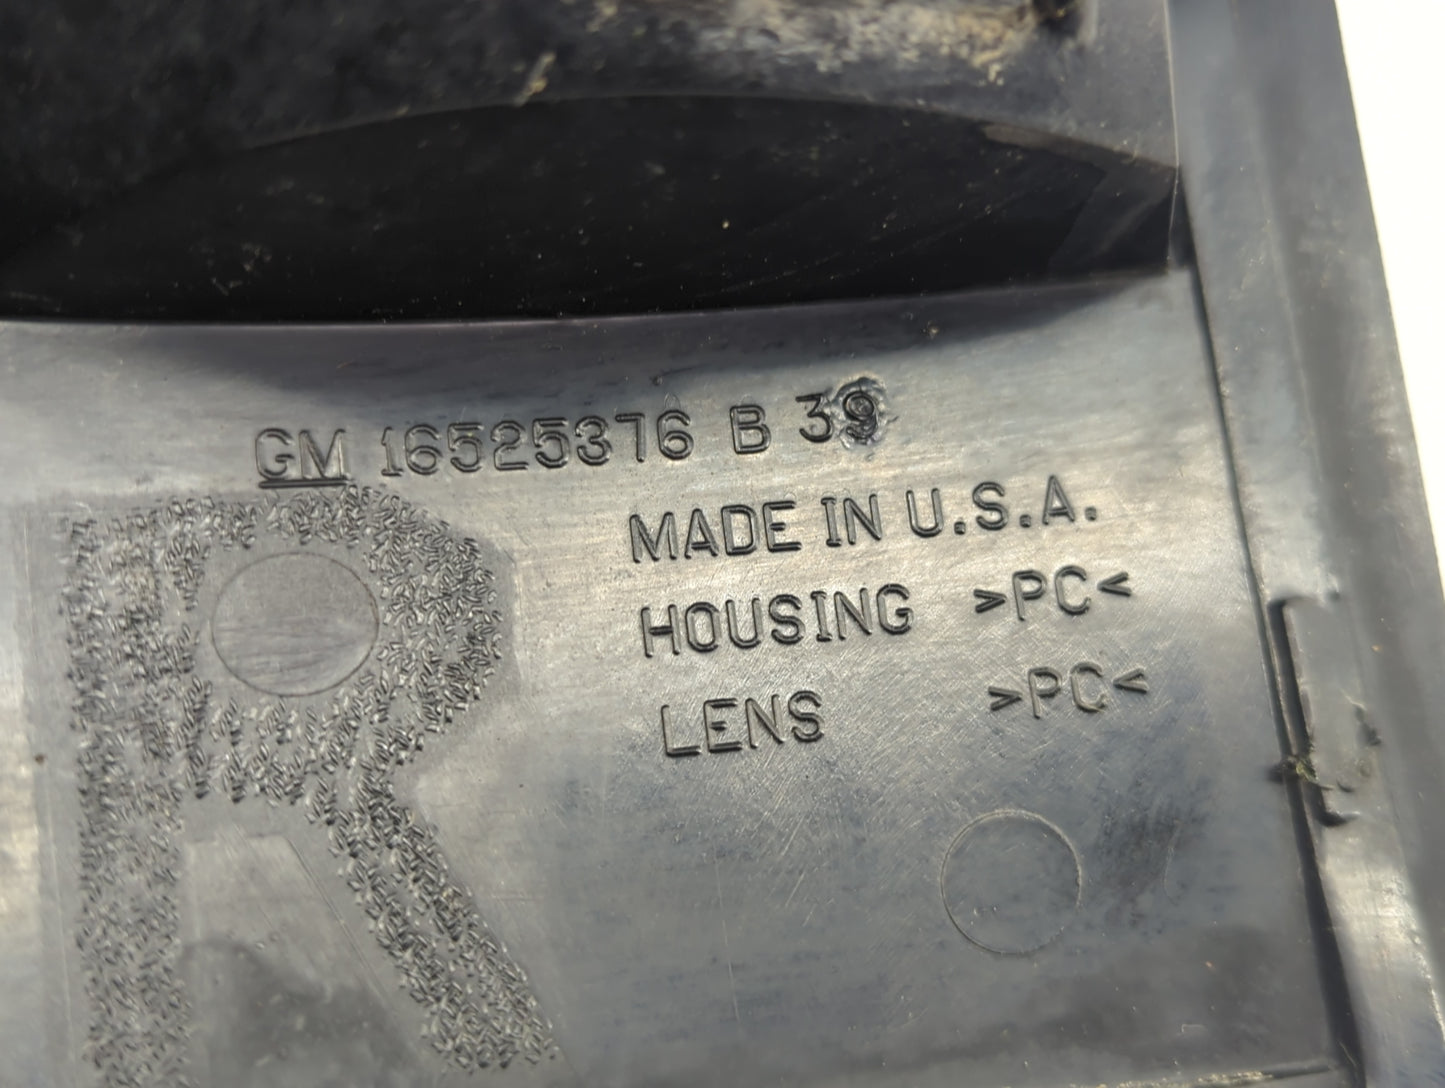 GM 16525376 B 39
MADE IN U.S.A.
HOUSING >PC<
LENS >PC<
R